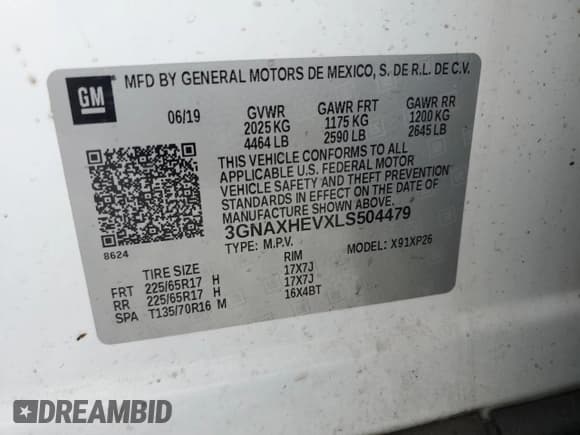 GM
MFD BY GENERAL MOTORS DE MEXICO, S. DE R.L. DE C.V.
06/19 GVWR GAWR FRT GAWR RR
2025 KG 1175 KG 1200 KG
4464 LB 2590 LB 2645 LB
THIS VEHICLE CONFORMS TO ALL
APPLICABLE U.S. FEDERAL MOTOR
VEHICLE SAFETY AND THEFT PREVENTION
STANDARDS IN EFFECT ON THE DATE
OF MANUFACTURE SHOWN ABOVE.
3GNAXHEVXLS504479
8624 TYPE: M.P.V. MODEL: X91XP26
TIRE SIZE RIM
FRT 225/65R17 H 17X7J
RR 225/65R17 H 17X7J
SPA T135/70R16 M 16X4BT
DREAMBID